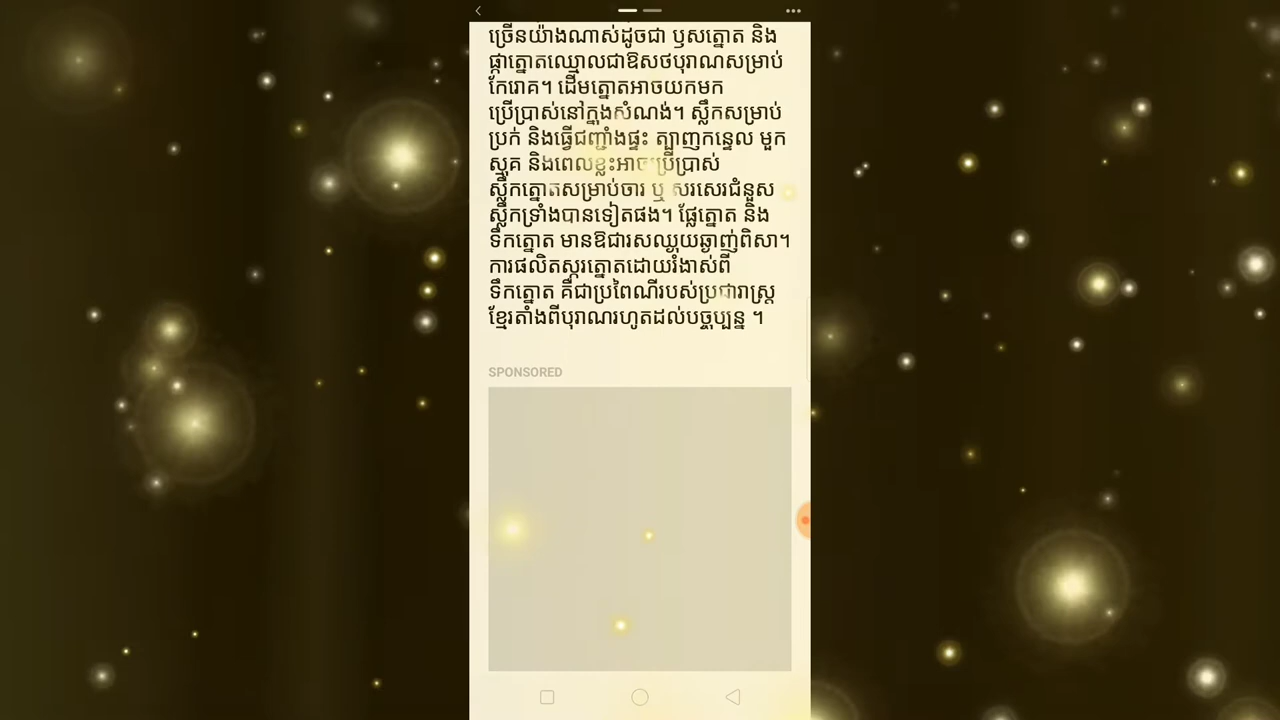 ច្រើនយ៉ាងណាស់ដូចជា ឫសត្នោត និង
ផ្កាត្នោតឈ្មោលជាឱសថបុរាណសម្រាប់
កែរោគ។ ដើមត្នោតអាចយកមក
ប្រើប្រាស់នៅក្នុងសំណង់។ ស្លឹកសម្រាប់
ប្រក់ និងធ្វើជញ្ជាំងផ្ទះ ត្បាញកន្ទេល មួក
ស្មុគ និងពេលខ្លះអាចប្រើប្រាស់
ស្លឹកត្នោតសម្រាប់ចារ ឬ សរសេរជំនួស
ស្លឹកទ្រាំងបានទៀតផង។ ផ្លែត្នោត និង
ទឹកត្នោត មានឱជារសឈ្ងុយឆ្ងាញ់ពិសា។
ការផលិតស្ករត្នោតដោយរំងាស់ពី
ទឹកត្នោត គឺជាប្រពៃណីរបស់ប្រជារាស្ត្រ
ខ្មែរតាំងពីបុរាណរហូតដល់បច្ចុប្បន្ន ។
SPONSORED